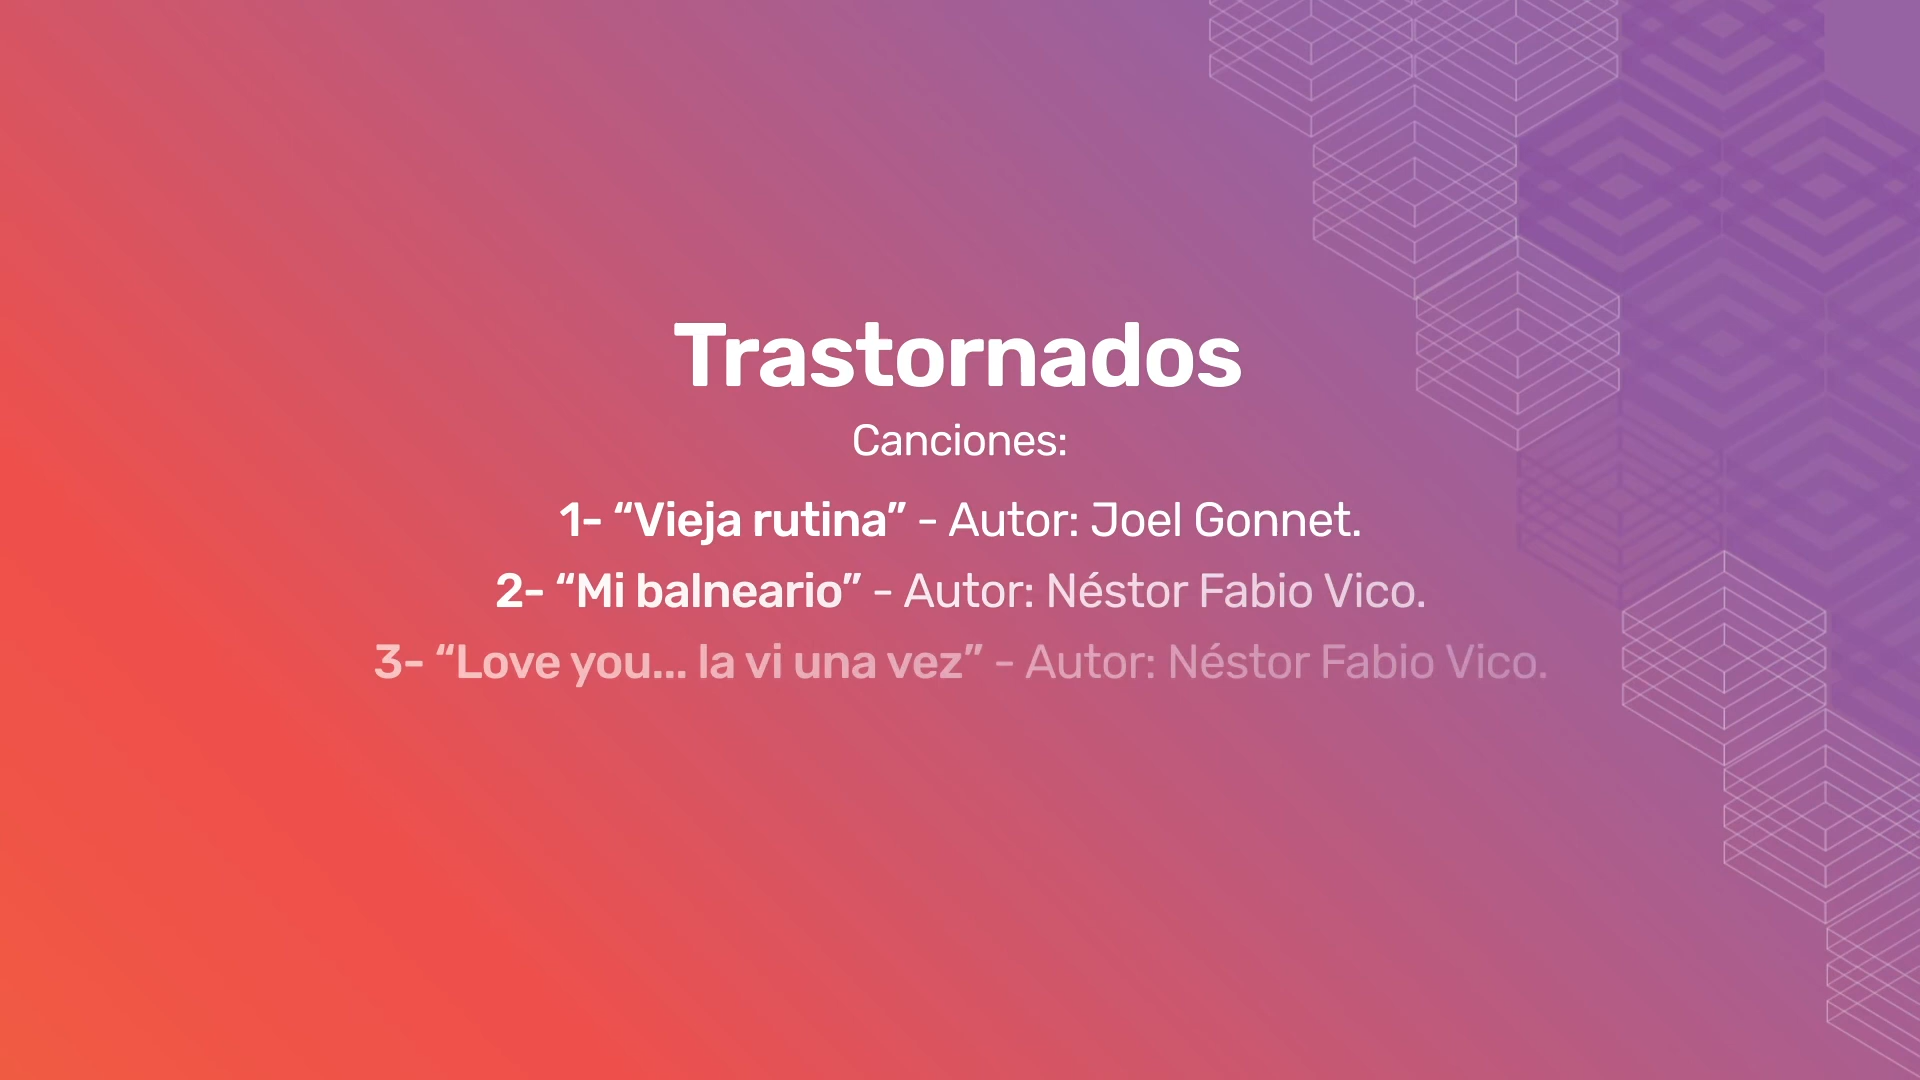 Trastornados
Canciones:
1- “Vieja rutina” - Autor: Joel Gonnet.
2- “Mi balneario” - Autor: Néstor Fabio Vico.
3- “Love you... la vi una vez” - Autor: Néstor Fabio Vico.